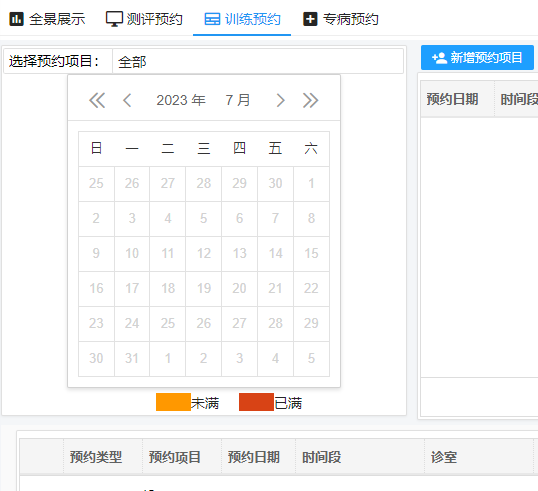 全景展示 测评预约 训练预约 专病预约
选择预约项目： 全部
新增预约项目
预约日期 时间段
2023 年 7 月
日 一 二 三 四 五 六
25 26 27 28 29 30 1
2 3 4 5 6 7 8
9 10 11 12 13 14 15
16 17 18 19 20 21 22
23 24 25 26 27 28 29
30 31 1 2 3 4 5
未满 已满
预约类型 预约项目 预约日期 时间段 诊室